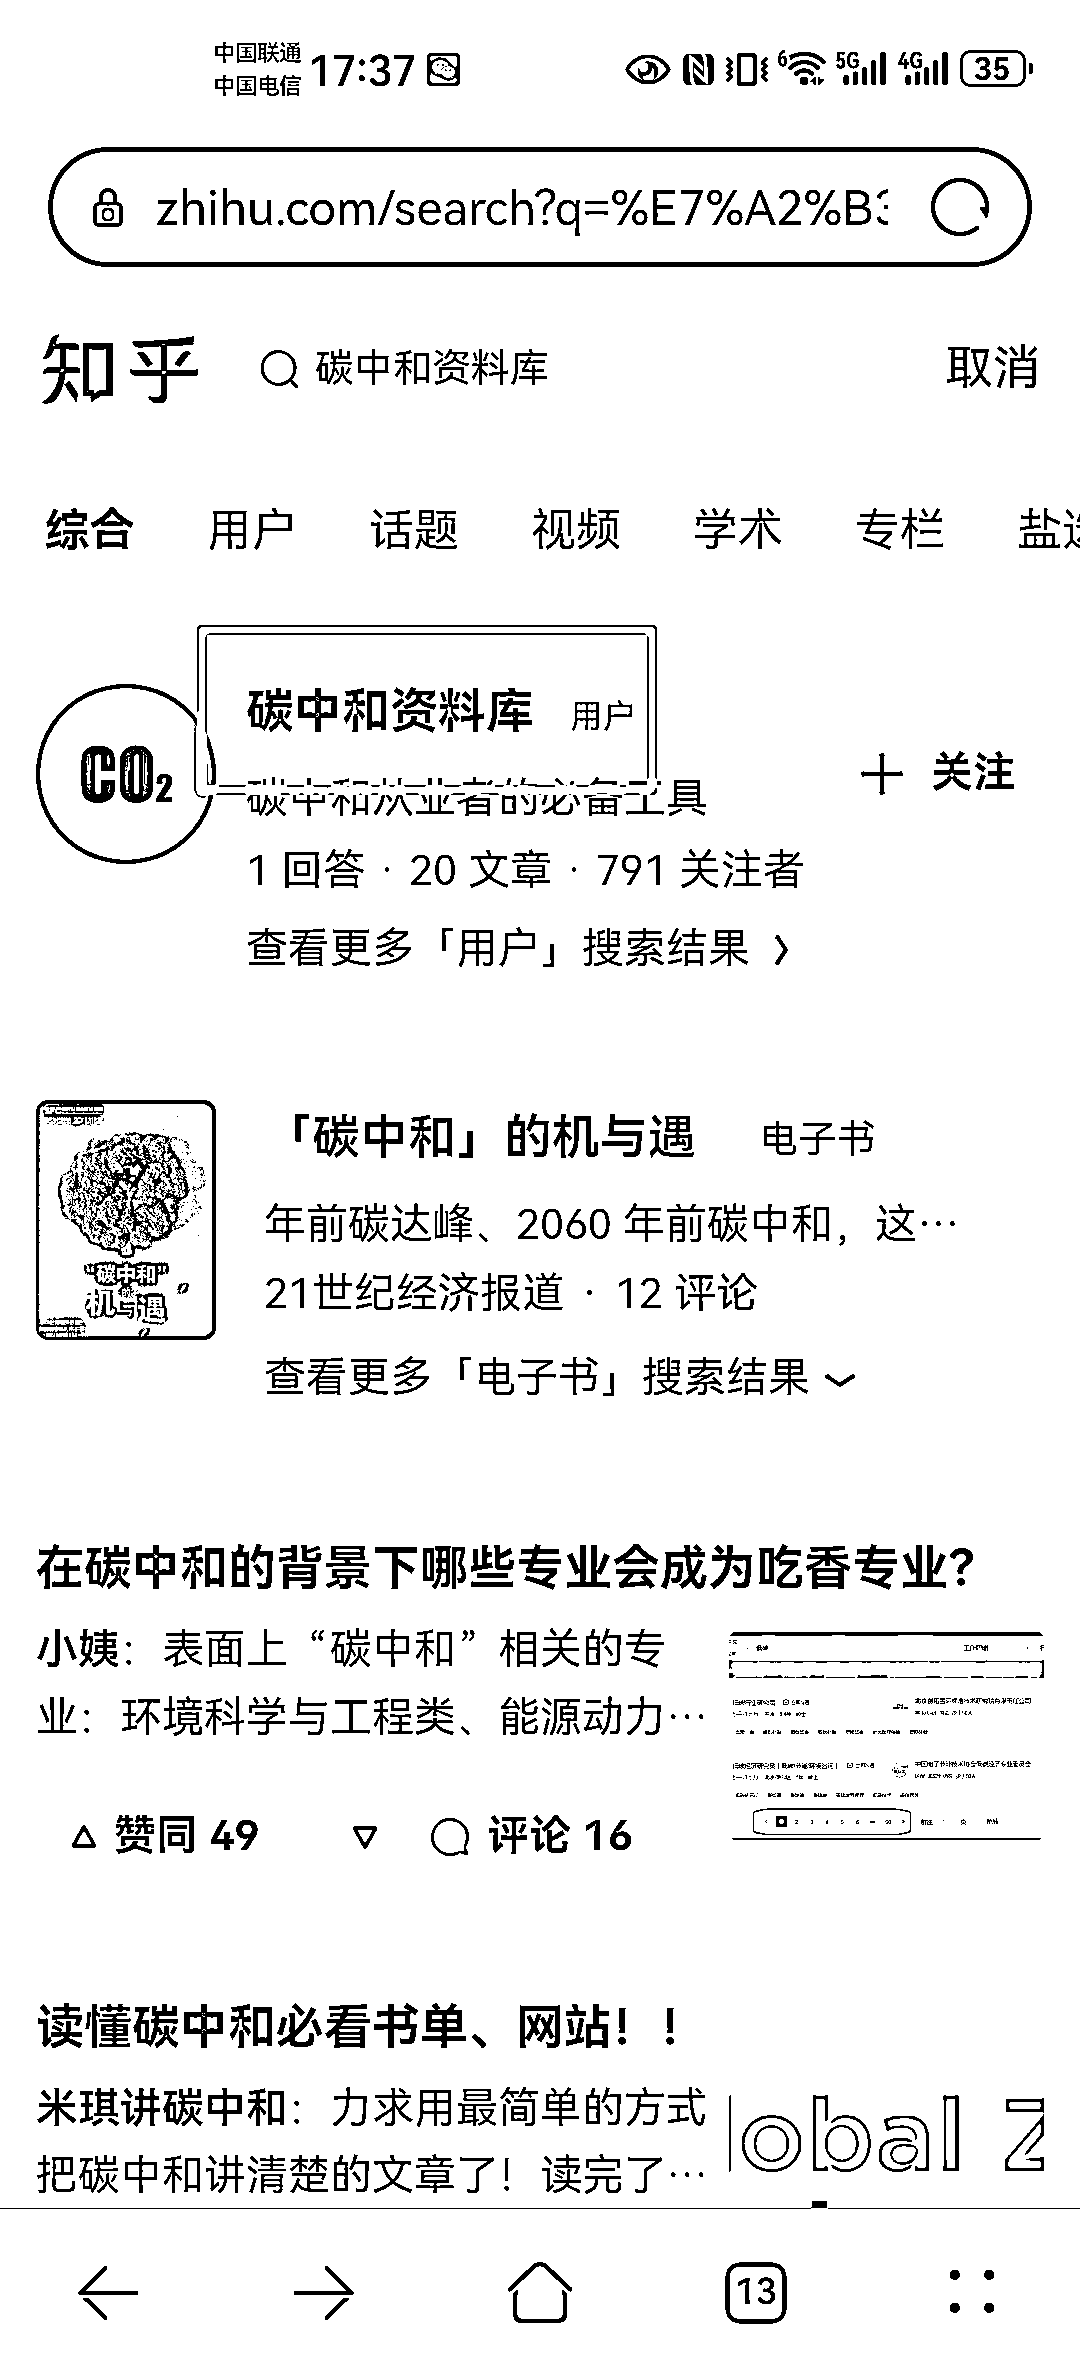 中国联通
中国电信
17:37
6
5G
4G
35
zhihu.com/search?q=%E7%A2%B3
知乎
碳中和资料库
取消
综合 用户 话题 视频 学术 专栏 盐选
CO₂
碳中和资料库 用户
碳中和从业者的必备工具
1 回答 · 20 文章 · 791 关注者
查看更多「用户」搜索结果
+ 关注
“碳中和”
机与遇
「碳中和」的机与遇 电子书
年前碳达峰、2060 年前碳中和，这…
21世纪经济报道 · 12 评论
查看更多「电子书」搜索结果
在碳中和的背景下哪些专业会成为吃香专业？
小姨：表面上“碳中和”相关的专
业：环境科学与工程类、能源动力…
赞同 49
评论 16
读懂碳中和必看书单、网站！！
米琪讲碳中和：力求用最简单的方式
把碳中和讲清楚的文章了！读完了…
lobal Z
13